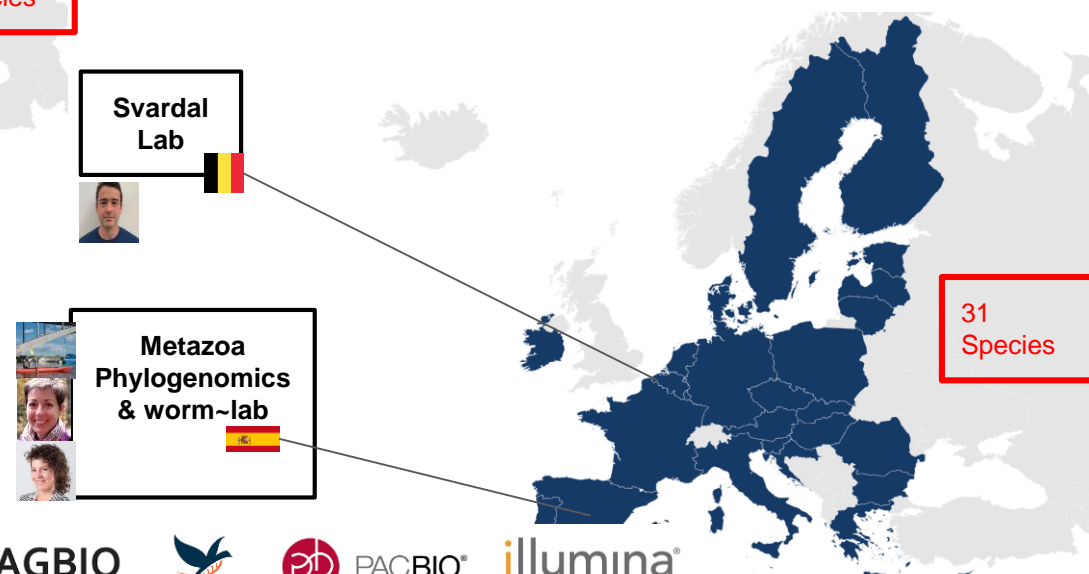 Svardal
Lab
Metazoa
Phylogenomics
& worm~lab
31
Species
AGBIO
PACBIO®
illumina®